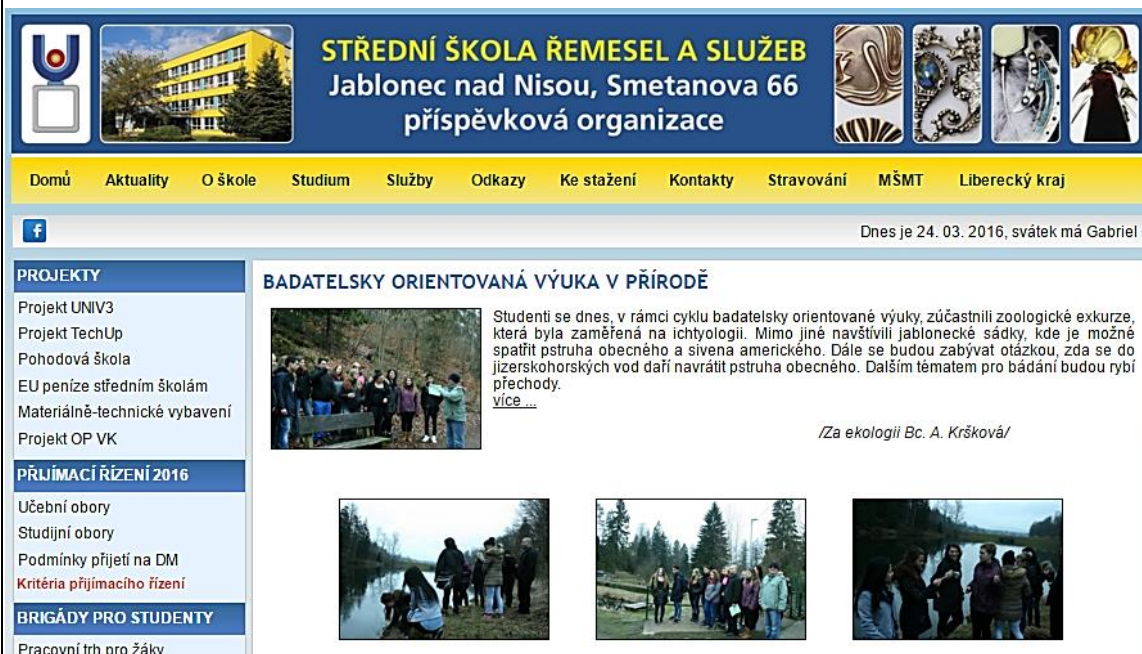 STŘEDNÍ ŠKOLA ŘEMESEL A SLUŽEB
Jablonec nad Nisou, Smetanova 66
příspěvková organizace
Domů Aktuality O škole Studium Služby Odkazy Ke stažení Kontakty Stravování MŠMT Liberecký kraj
f
Dnes je 24. 03. 2016, svátek má Gabriel
PROJEKTY
Projekt UNIV3
Projekt TechUp
Pohodová škola
EU peníze středním školám
Materiálně-technické vybavení
Projekt OP VK
PŘIJÍMACÍ ŘÍZENÍ 2016
Učební obory
Studijní obory
Podmínky přijetí na DM
Kritéria přijímacího řízení
BRIGÁDY PRO STUDENTY
Pracovní trh pro žáky
BADATELSKY ORIENTOVANÁ VÝUKA V PŘÍRODĚ
Studenti se dnes, v rámci cyklu badatelsky orientované výuky, zúčastnili zoologické exkurze,
která byla zaměřená na ichtyologii. Mimo jiné navštívili jablonecké sádky, kde je možné
spatřit pstruha obecného a sivena amerického. Dále se budou zabývat otázkou, zda se do
jizerskohorských vod daří navrátit pstruha obecného. Dalším tématem pro bádání budou rybí
přechody.
více ...
/Za ekologii Bc. A. Kršková/